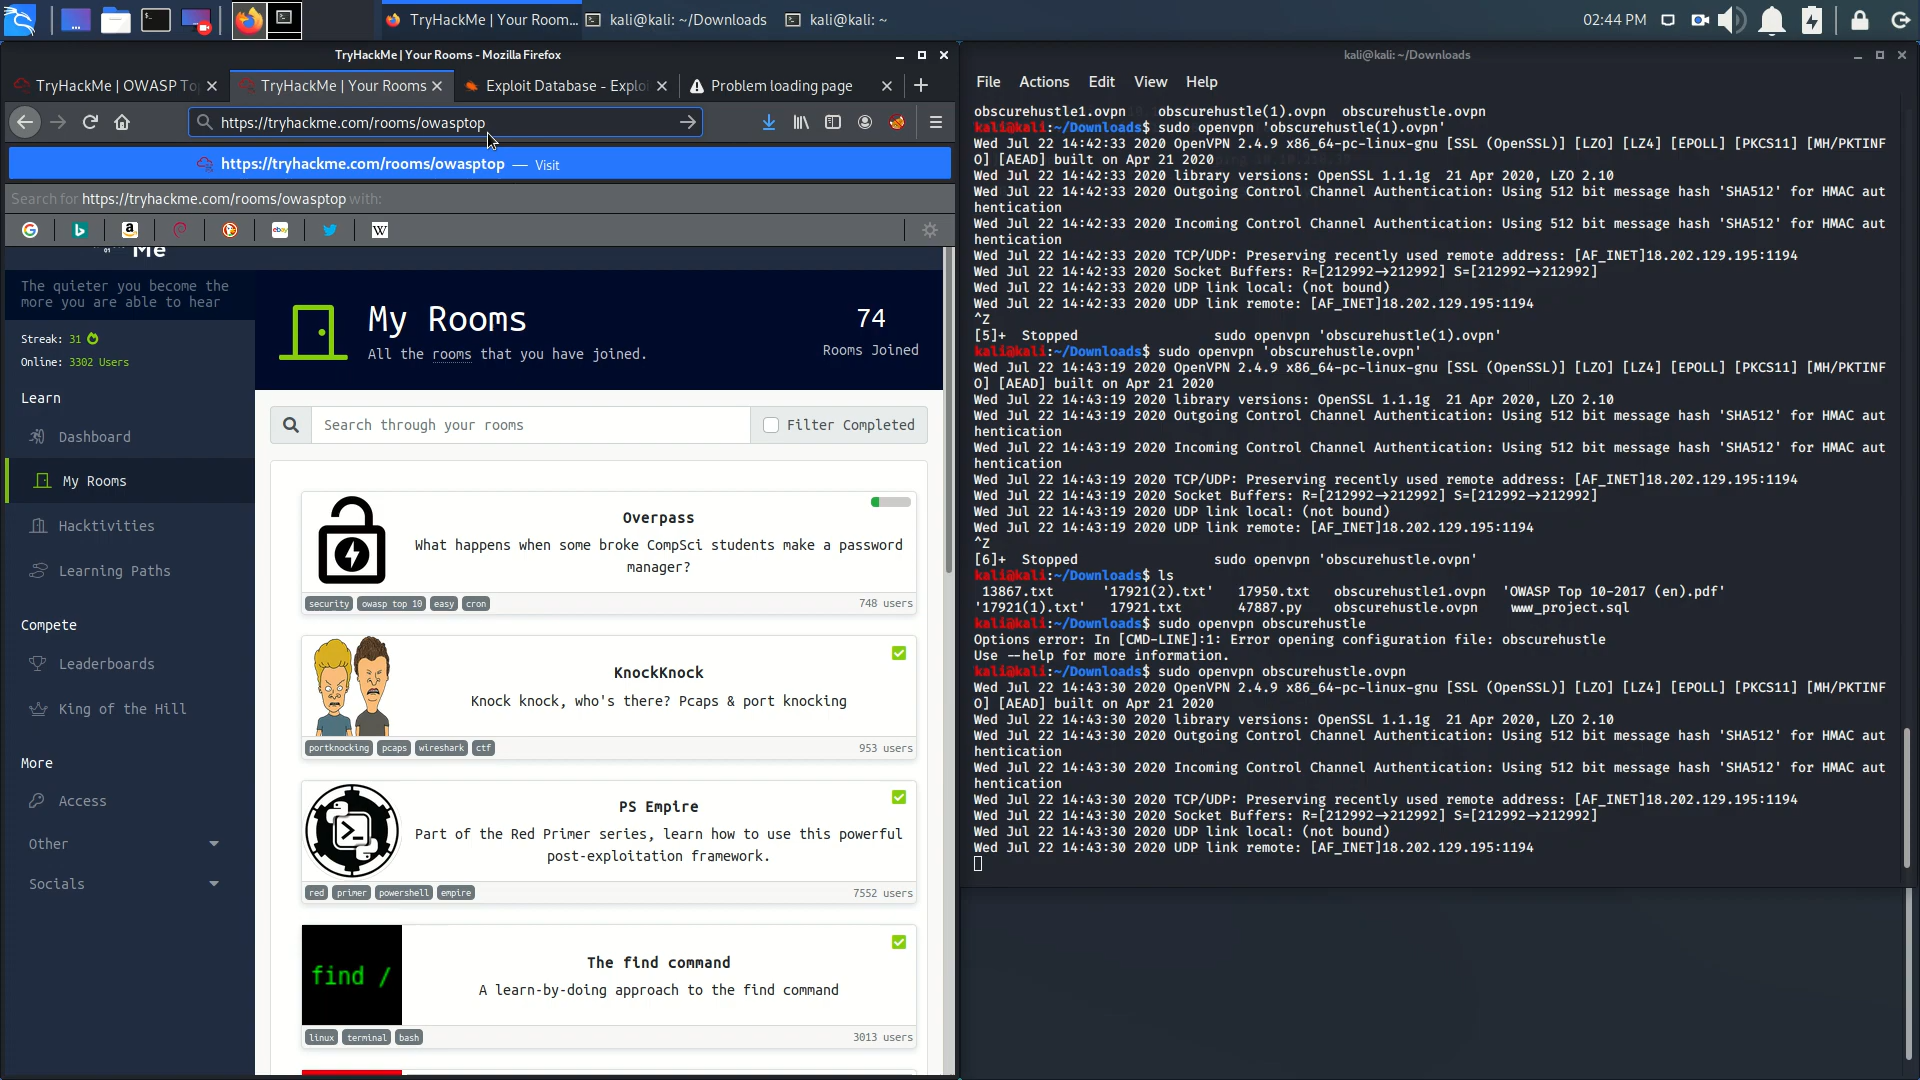 TryHackMe | Your Room...
kali@kali: ~/Downloads
kali@kali: ~
02:44 PM
TryHackMe | Your Rooms - Mozilla Firefox
TryHackMe | OWASP To
TryHackMe | Your Rooms
Exploit Database - Explo
Problem loading page
https://tryhackme.com/rooms/owasptop
https://tryhackme.com/rooms/owasptop — Visit
Search for https://tryhackme.com/rooms/owasptop with:
Me
The quieter you become the
more you are able to hear
Streak: 31
Online: 3302 Users
Learn
Dashboard
My Rooms
Hacktivities
Learning Paths
Compete
Leaderboards
King of the Hill
More
Access
Other
Socials
My Rooms
All the rooms that you have joined.
74
Rooms Joined
Search through your rooms
Filter Completed
Overpass
What happens when some broke CompSci students make a password
manager?
security owasp top 10 easy cron
748 users
KnockKnock
Knock knock, who's there? Pcaps & port knocking
portknocking pcaps wireshark ctf
953 users
PS Empire
Part of the Red Primer series, learn how to use this powerful
post-exploitation framework.
red primer powershell empire
7552 users
find /
The find command
A learn-by-doing approach to the find command
linux terminal bash
3013 users
kali@kali: ~/Downloads
File Actions Edit View Help
obscurehustle1.ovpn obscurehustle(1).ovpn obscurehustle.ovpn
kali@kali:~/Downloads$ sudo openvpn 'obscurehustle(1).ovpn'
Wed Jul 22 14:42:33 2020 OpenVPN 2.4.9 x86_64-pc-linux-gnu [SSL (OpenSSL)] [LZO] [LZ4] [EPOLL] [PKCS11] [MH/PKTINF
O] [AEAD] built on Apr 21 2020
Wed Jul 22 14:42:33 2020 library versions: OpenSSL 1.1.1g 21 Apr 2020, LZO 2.10
Wed Jul 22 14:42:33 2020 Outgoing Control Channel Authentication: Using 512 bit message hash 'SHA512' for HMAC aut
hentication
Wed Jul 22 14:42:33 2020 Incoming Control Channel Authentication: Using 512 bit message hash 'SHA512' for HMAC aut
hentication
Wed Jul 22 14:42:33 2020 TCP/UDP: Preserving recently used remote address: [AF_INET]18.202.129.195:1194
Wed Jul 22 14:42:33 2020 Socket Buffers: R=[212992→212992] S=[212992→212992]
Wed Jul 22 14:42:33 2020 UDP link local: (not bound)
Wed Jul 22 14:42:33 2020 UDP link remote: [AF_INET]18.202.129.195:1194
^Z
[5]+ Stopped sudo openvpn 'obscurehustle(1).ovpn'
kali@kali:~/Downloads$ sudo openvpn 'obscurehustle.ovpn'
Wed Jul 22 14:43:19 2020 OpenVPN 2.4.9 x86_64-pc-linux-gnu [SSL (OpenSSL)] [LZO] [LZ4] [EPOLL] [PKCS11] [MH/PKTINF
O] [AEAD] built on Apr 21 2020
Wed Jul 22 14:43:19 2020 library versions: OpenSSL 1.1.1g 21 Apr 2020, LZO 2.10
Wed Jul 22 14:43:19 2020 Outgoing Control Channel Authentication: Using 512 bit message hash 'SHA512' for HMAC aut
hentication
Wed Jul 22 14:43:19 2020 Incoming Control Channel Authentication: Using 512 bit message hash 'SHA512' for HMAC aut
hentication
Wed Jul 22 14:43:19 2020 TCP/UDP: Preserving recently used remote address: [AF_INET]18.202.129.195:1194
Wed Jul 22 14:43:19 2020 Socket Buffers: R=[212992→212992] S=[212992→212992]
Wed Jul 22 14:43:19 2020 UDP link local: (not bound)
Wed Jul 22 14:43:19 2020 UDP link remote: [AF_INET]18.202.129.195:1194
^Z
[6]+ Stopped sudo openvpn 'obscurehustle.ovpn'
kali@kali:~/Downloads$ ls
13867.txt '17921(2).txt' 17950.txt obscurehustle1.ovpn 'OWASP Top 10-2017 (en).pdf'
'17921(1).txt' 17921.txt 47887.py obscurehustle.ovpn www_project.sql
kali@kali:~/Downloads$ sudo openvpn obscurehustle
Options error: In [CMD-LINE]:1: Error opening configuration file: obscurehustle
Use --help for more information.
kali@kali:~/Downloads$ sudo openvpn obscurehustle.ovpn
Wed Jul 22 14:43:30 2020 OpenVPN 2.4.9 x86_64-pc-linux-gnu [SSL (OpenSSL)] [LZO] [LZ4] [EPOLL] [PKCS11] [MH/PKTINF
O] [AEAD] built on Apr 21 2020
Wed Jul 22 14:43:30 2020 library versions: OpenSSL 1.1.1g 21 Apr 2020, LZO 2.10
Wed Jul 22 14:43:30 2020 Outgoing Control Channel Authentication: Using 512 bit message hash 'SHA512' for HMAC aut
hentication
Wed Jul 22 14:43:30 2020 Incoming Control Channel Authentication: Using 512 bit message hash 'SHA512' for HMAC aut
hentication
Wed Jul 22 14:43:30 2020 TCP/UDP: Preserving recently used remote address: [AF_INET]18.202.129.195:1194
Wed Jul 22 14:43:30 2020 Socket Buffers: R=[212992→212992] S=[212992→212992]
Wed Jul 22 14:43:30 2020 UDP link local: (not bound)
Wed Jul 22 14:43:30 2020 UDP link remote: [AF_INET]18.202.129.195:1194